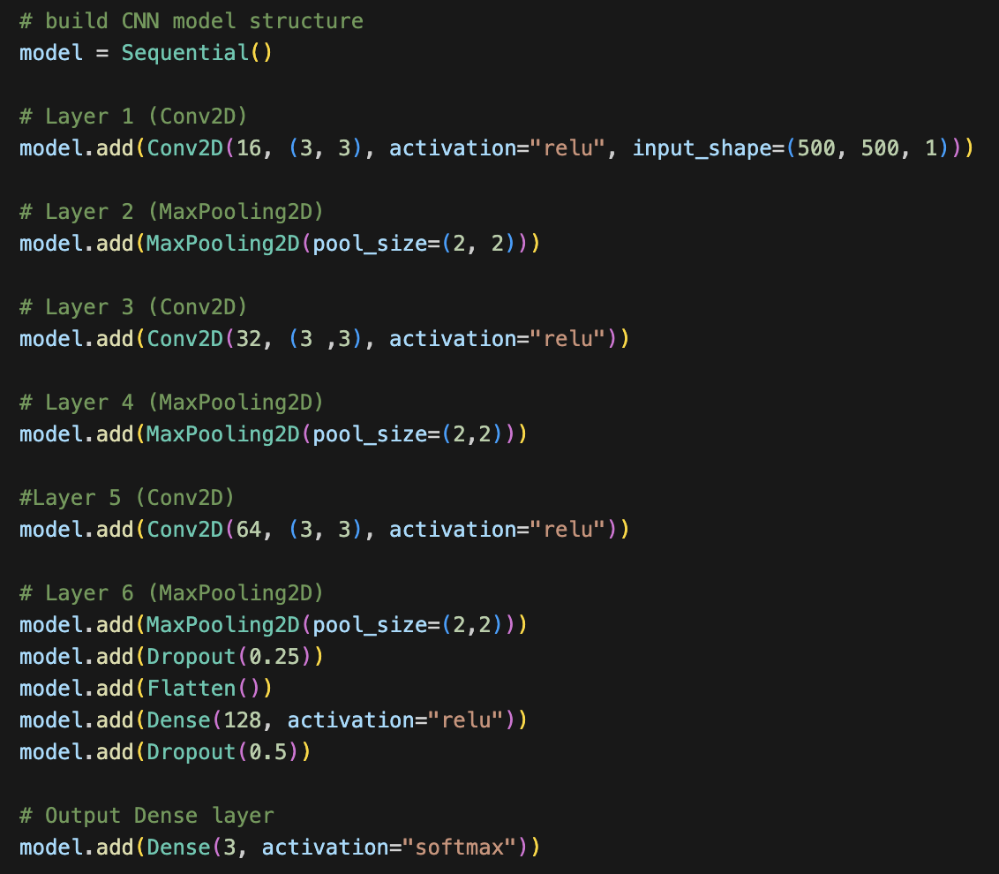 # build CNN model structure
model = Sequential()
# Layer 1 (Conv2D)
model.add(Conv2D(16, (3, 3), activation="relu", input_shape=(500, 500, 1)))
# Layer 2 (MaxPooling2D)
model.add(MaxPooling2D(pool_size=(2, 2)))
# Layer 3 (Conv2D)
model.add(Conv2D(32, (3 ,3), activation="relu"))
# Layer 4 (MaxPooling2D)
model.add(MaxPooling2D(pool_size=(2,2)))
#Layer 5 (Conv2D)
model.add(Conv2D(64, (3, 3), activation="relu"))
# Layer 6 (MaxPooling2D)
model.add(MaxPooling2D(pool_size=(2,2)))
model.add(Dropout(0.25))
model.add(Flatten())
model.add(Dense(128, activation="relu"))
model.add(Dropout(0.5))
# Output Dense layer
model.add(Dense(3, activation="softmax"))